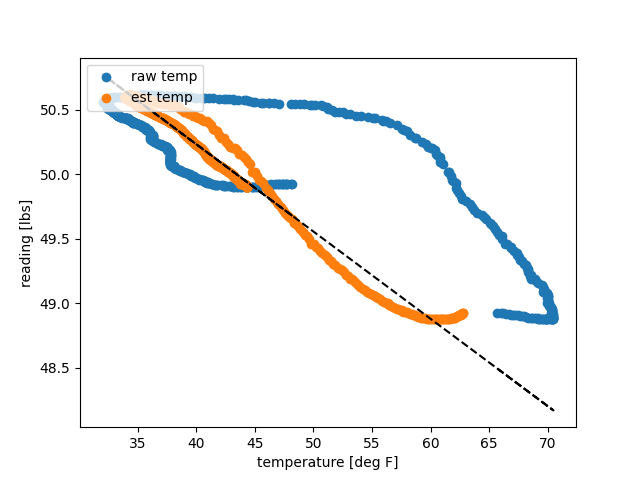 raw temp
est temp
50.5
50.0
49.5
49.0
48.5
reading [lbs]
35 40 45 50 55 60 65 70
temperature [deg F]